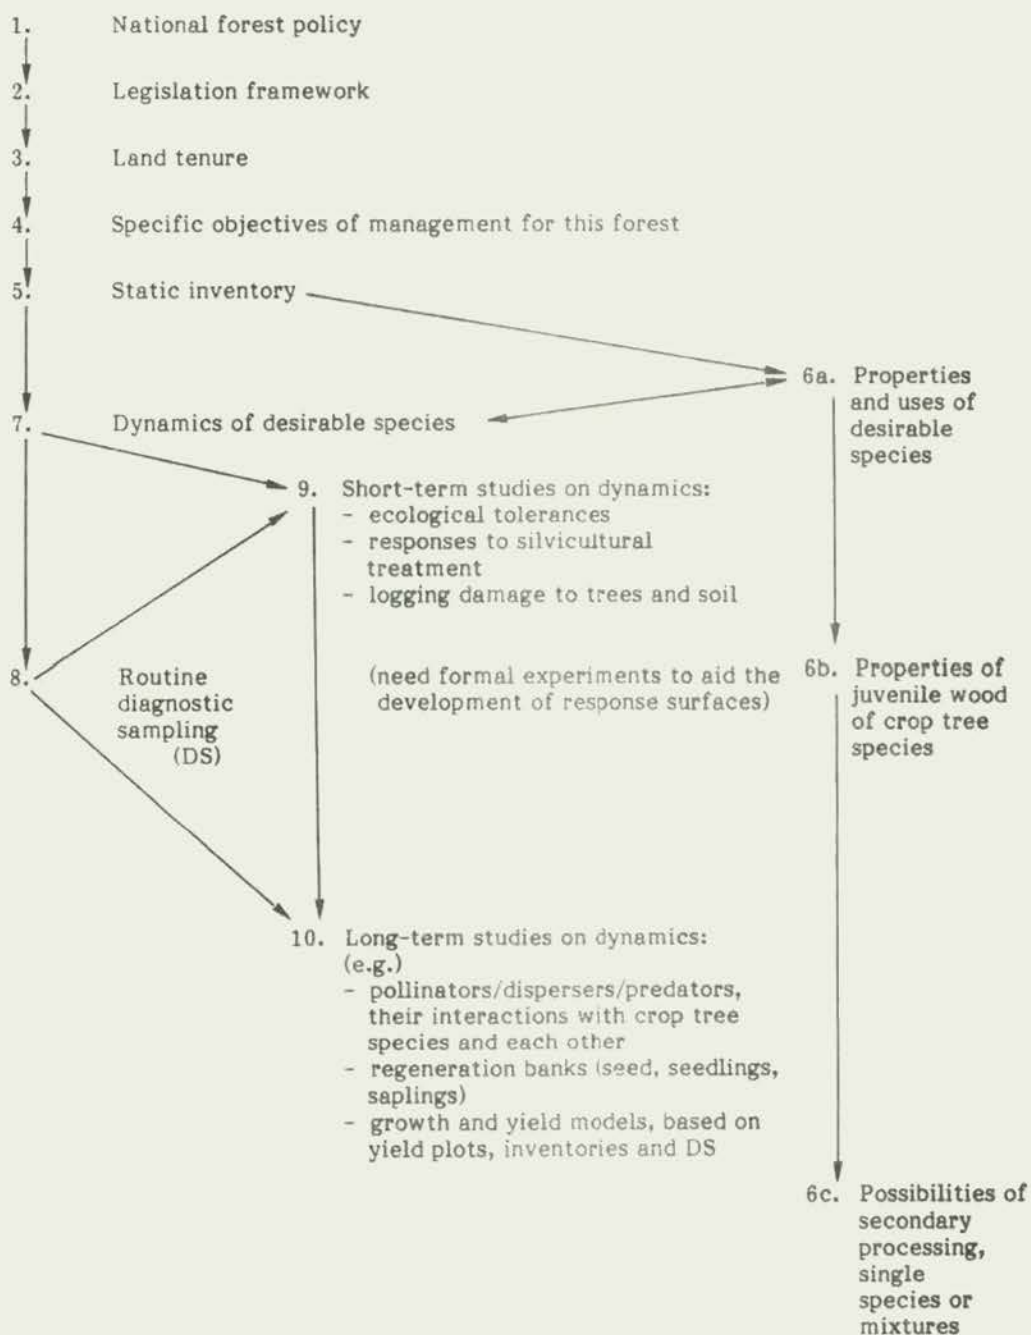 1. National forest policy
2. Legislation framework
3. Land tenure
4. Specific objectives of management for this forest
5. Static inventory
6a. Properties
and uses of
desirable
species
7. Dynamics of desirable species
9. Short-term studies on dynamics:
- ecological tolerances
- responses to silvicultural
treatment
- logging damage to trees and soil
8. Routine
diagnostic
sampling
(DS)
(need formal experiments to aid the
development of response surfaces)
6b. Properties of
juvenile wood
of crop tree
species
10. Long-term studies on dynamics:
(e.g.)
- pollinators/dispersers/predators,
their interactions with crop tree
species and each other
- regeneration banks (seed, seedlings,
saplings)
- growth and yield models, based on
yield plots, inventories and DS
6c. Possibilities of
secondary
processing,
single
species or
mixtures